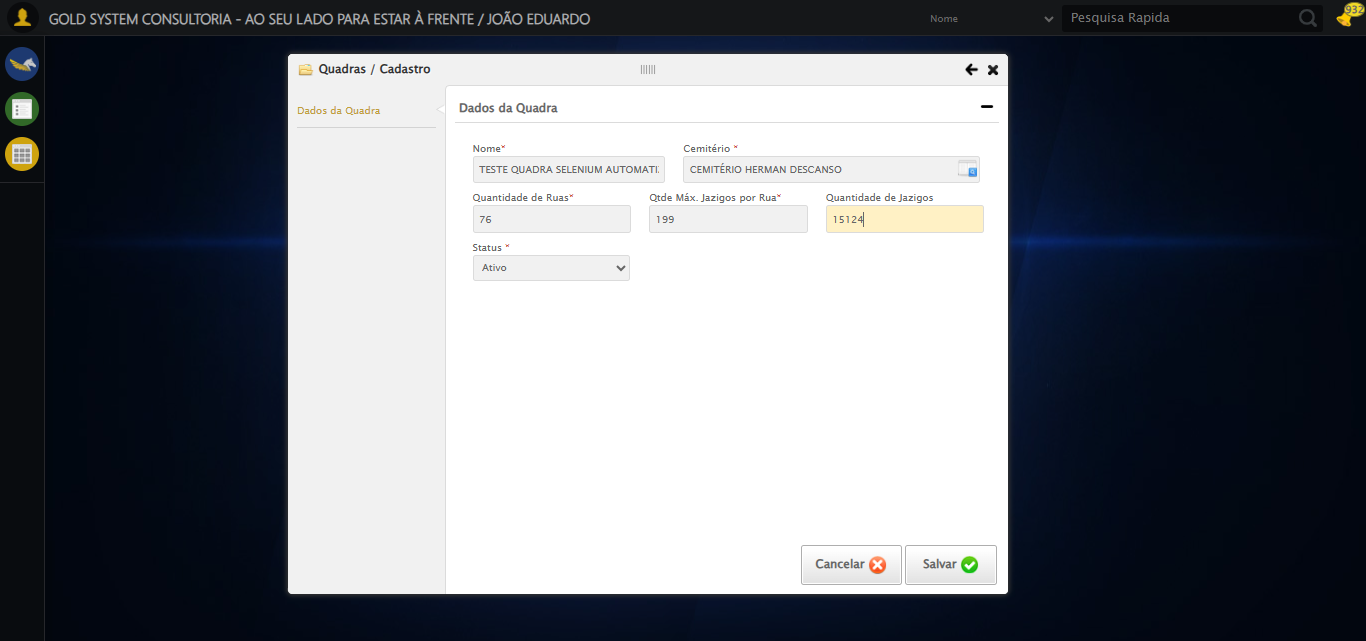 GOLD SYSTEM CONSULTORIA - AO SEU LADO PARA ESTAR À FRENTE / JOÃO EDUARDO
Nome
Pesquisa Rapida
932
Quadras / Cadastro
Dados da Quadra
Dados da Quadra
Nome*
Cemitério *
TESTE QUADRA SELENIUM AUTOMATI
CEMITÉRIO HERMAN DESCANSO
Quantidade de Ruas*
Qtde Máx. Jazigos por Rua*
Quantidade de Jazigos
76
199
15124
Status *
Ativo
Cancelar
Salvar